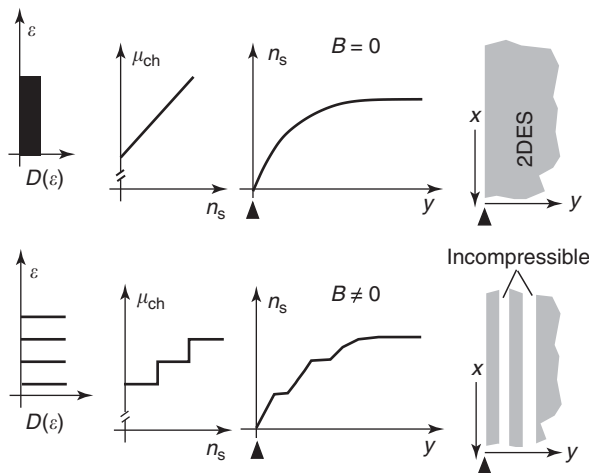 ε
D(ε)
μch
ns
ns
B = 0
y
x
2DES
y
ε
D(ε)
μch
ns
ns
B ≠ 0
y
Incompressible
x
y